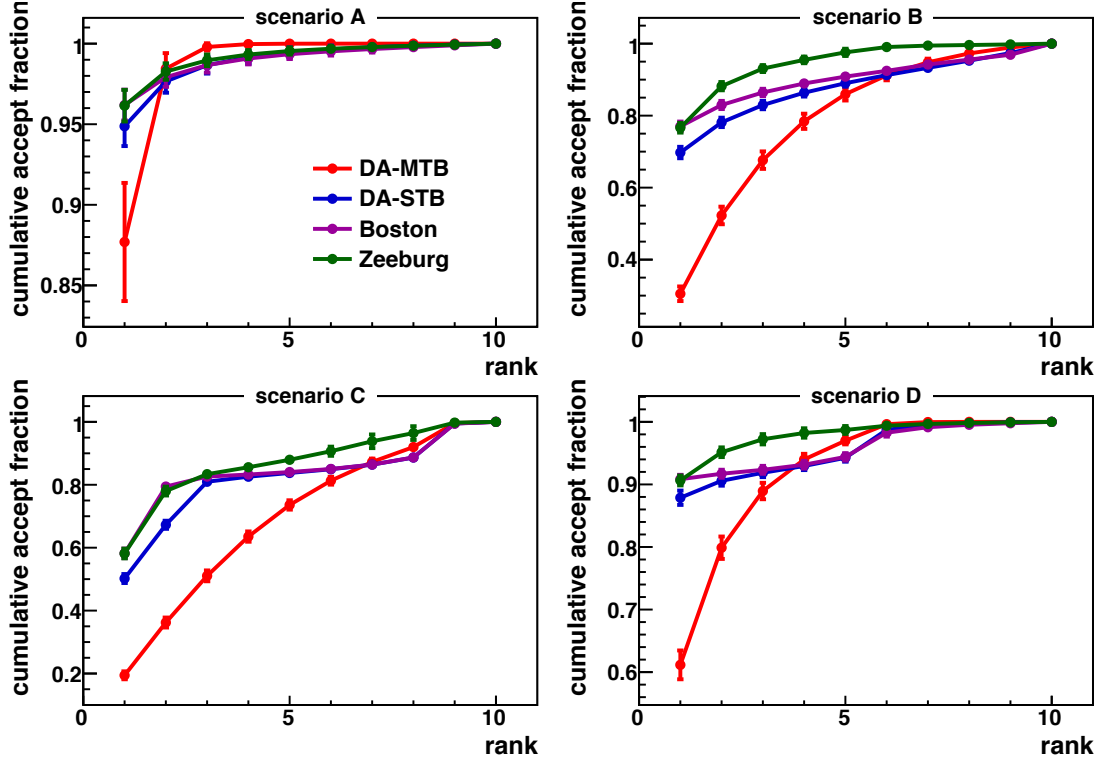 scenario A
cumulative accept fraction
1
0.95
0.9
0.85
DA-MTB
DA-STB
Boston
Zeeburg
0 5 10
rank
scenario B
cumulative accept fraction
1
0.8
0.6
0.4
0 5 10
rank
scenario C
cumulative accept fraction
1
0.8
0.6
0.4
0.2
0 5 10
rank
scenario D
cumulative accept fraction
1
0.9
0.8
0.7
0.6
0 5 10
rank